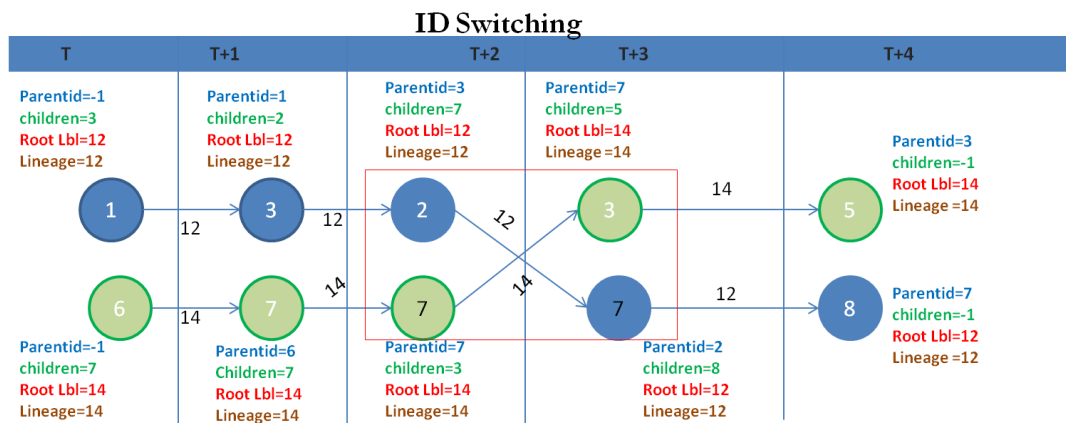 ID Switching
T T+1 T+2 T+3 T+4
Parentid=-1
children=3
Root Lbl=12
Lineage=12
Parentid=1
children=2
Root Lbl=12
Lineage=12
Parentid=3
children=7
Root Lbl=12
Lineage=12
Parentid=7
children=5
Root Lbl=14
Lineage =14
Parentid=3
children=-1
Root Lbl=14
Lineage =14
1 12 3 12 2 12 3 14 5
6 14 7 14 7 14 7 12 8
Parentid=-1
children=7
Root Lbl=14
Lineage=14
Parentid=6
Children=7
Root Lbl=14
Lineage=14
Parentid=7
children=3
Root Lbl=14
Lineage=14
Parentid=2
children=8
Root Lbl=12
Lineage=12
Parentid=7
children=-1
Root Lbl=12
Lineage =12